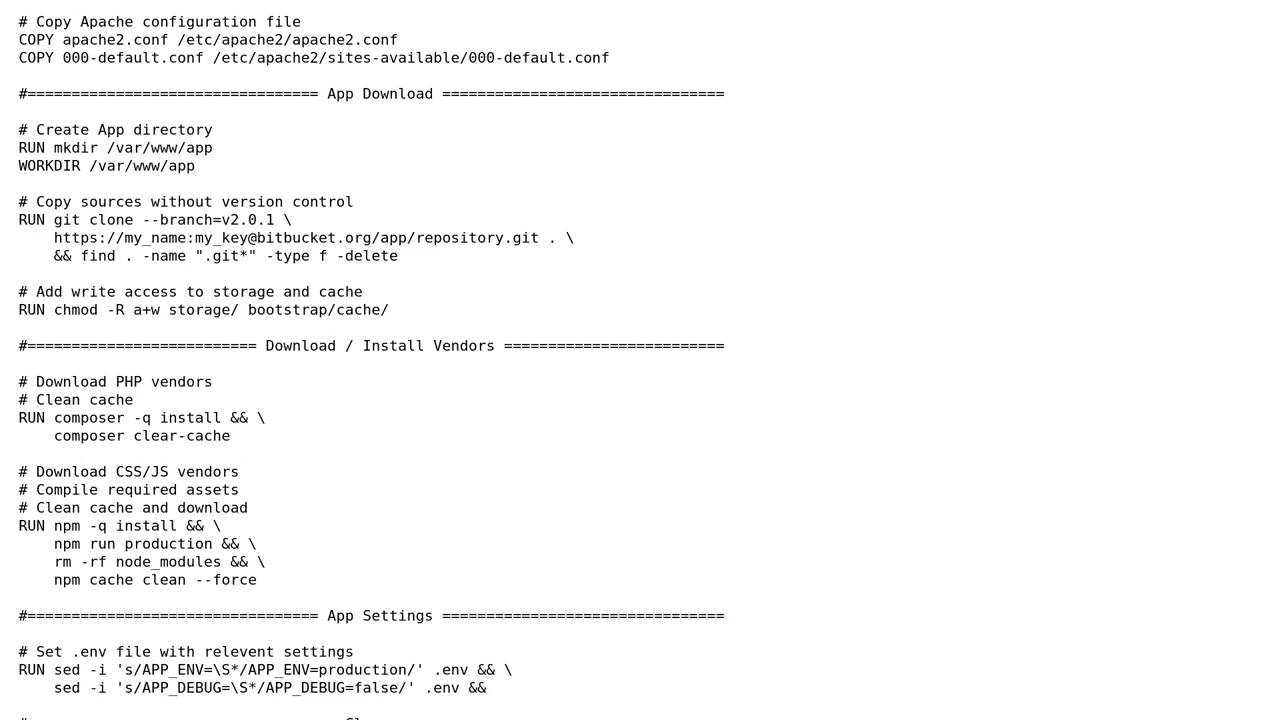 # Copy Apache configuration file
COPY apache2.conf /etc/apache2/apache2.conf
COPY 000-default.conf /etc/apache2/sites-available/000-default.conf
#================================= App Download ================================
# Create App directory
RUN mkdir /var/www/app
WORKDIR /var/www/app
# Copy sources without version control
RUN git clone --branch=v2.0.1 \
    https://my_name:my_key@bitbucket.org/app/repository.git . \
    && find . -name ".git*" -type f -delete
# Add write access to storage and cache
RUN chmod -R a+w storage/ bootstrap/cache/
#========================== Download / Install Vendors =========================
# Download PHP vendors
# Clean cache
RUN composer -q install && \
    composer clear-cache
# Download CSS/JS vendors
# Compile required assets
# Clean cache and download
RUN npm -q install && \
    npm run production && \
    rm -rf node_modules && \
    npm cache clean --force
#================================= App Settings ================================
# Set .env file with relevent settings
RUN sed -i 's/APP_ENV=\S*/APP_ENV=production/' .env && \
    sed -i 's/APP_DEBUG=\S*/APP_DEBUG=false/' .env &&